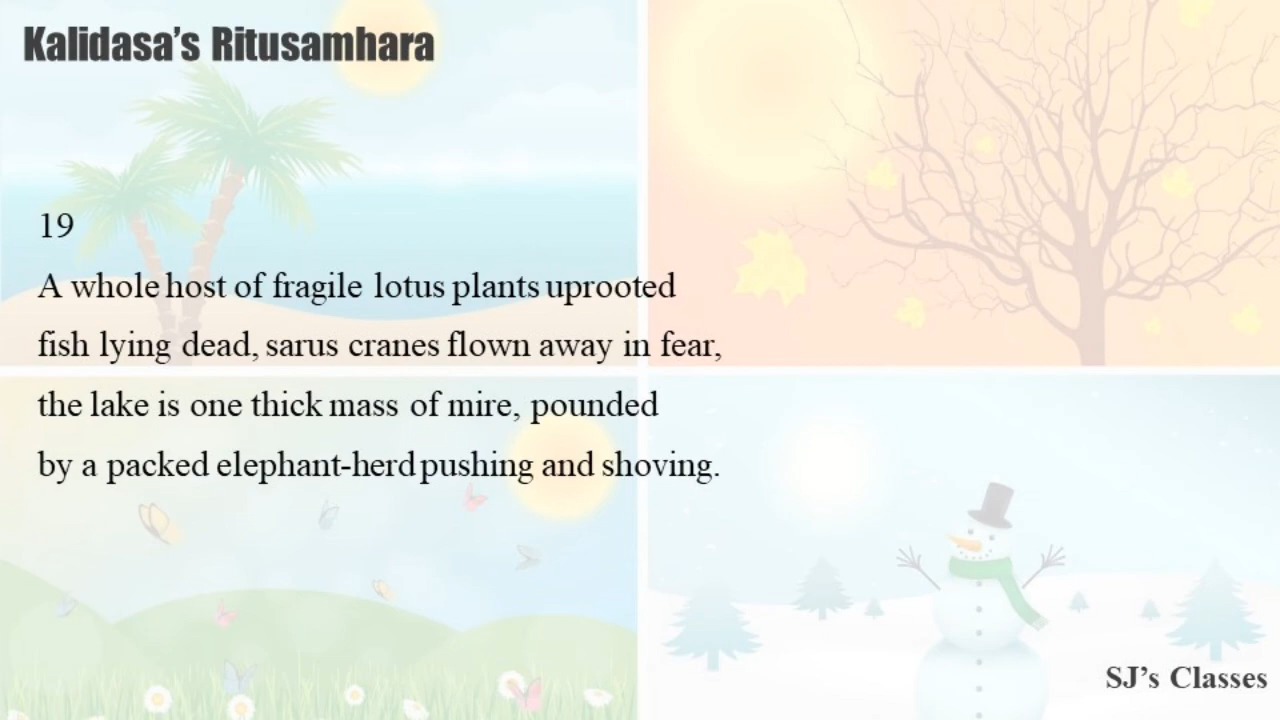 Kalidasa’s Ritusamhara
19
A whole host of fragile lotus plants uprooted
fish lying dead, sarus cranes flown away in fear,
the lake is one thick mass of mire, pounded
by a packed elephant-herd pushing and shoving.
SJ’s Classes